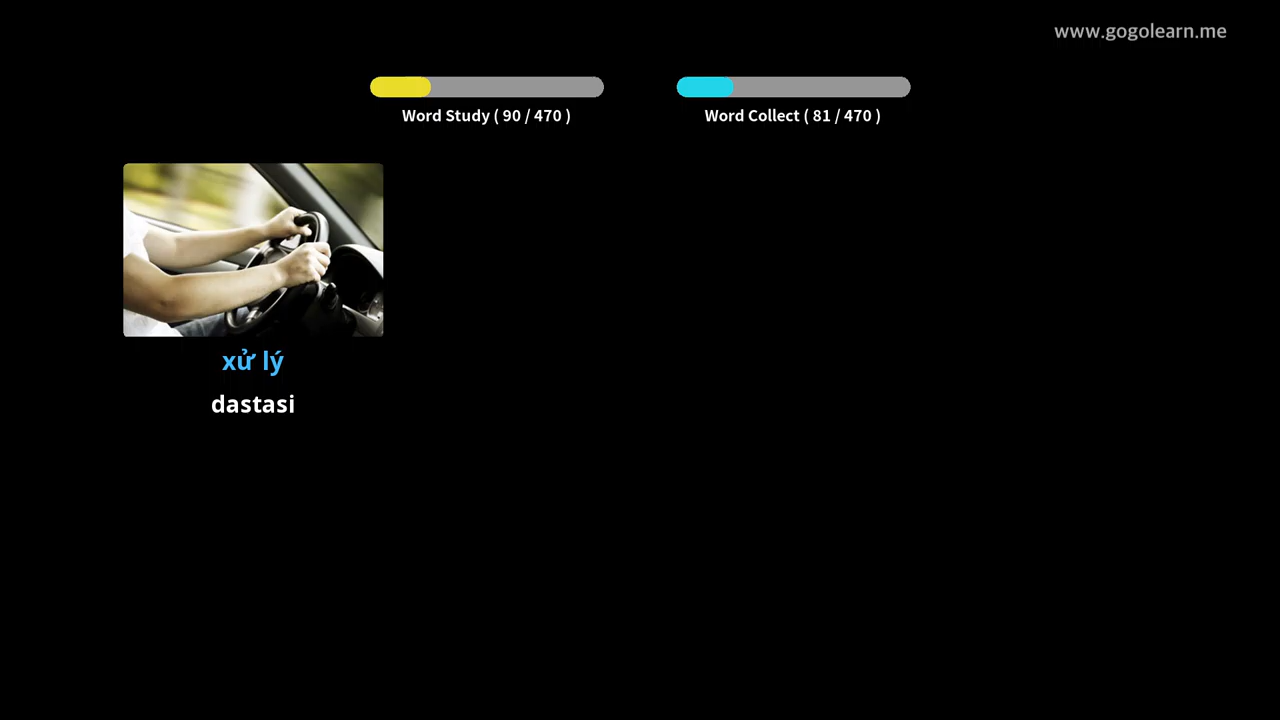 www.gogolearn.me
Word Study ( 90 / 470 )
Word Collect ( 81 / 470 )
xử lý
dastasi